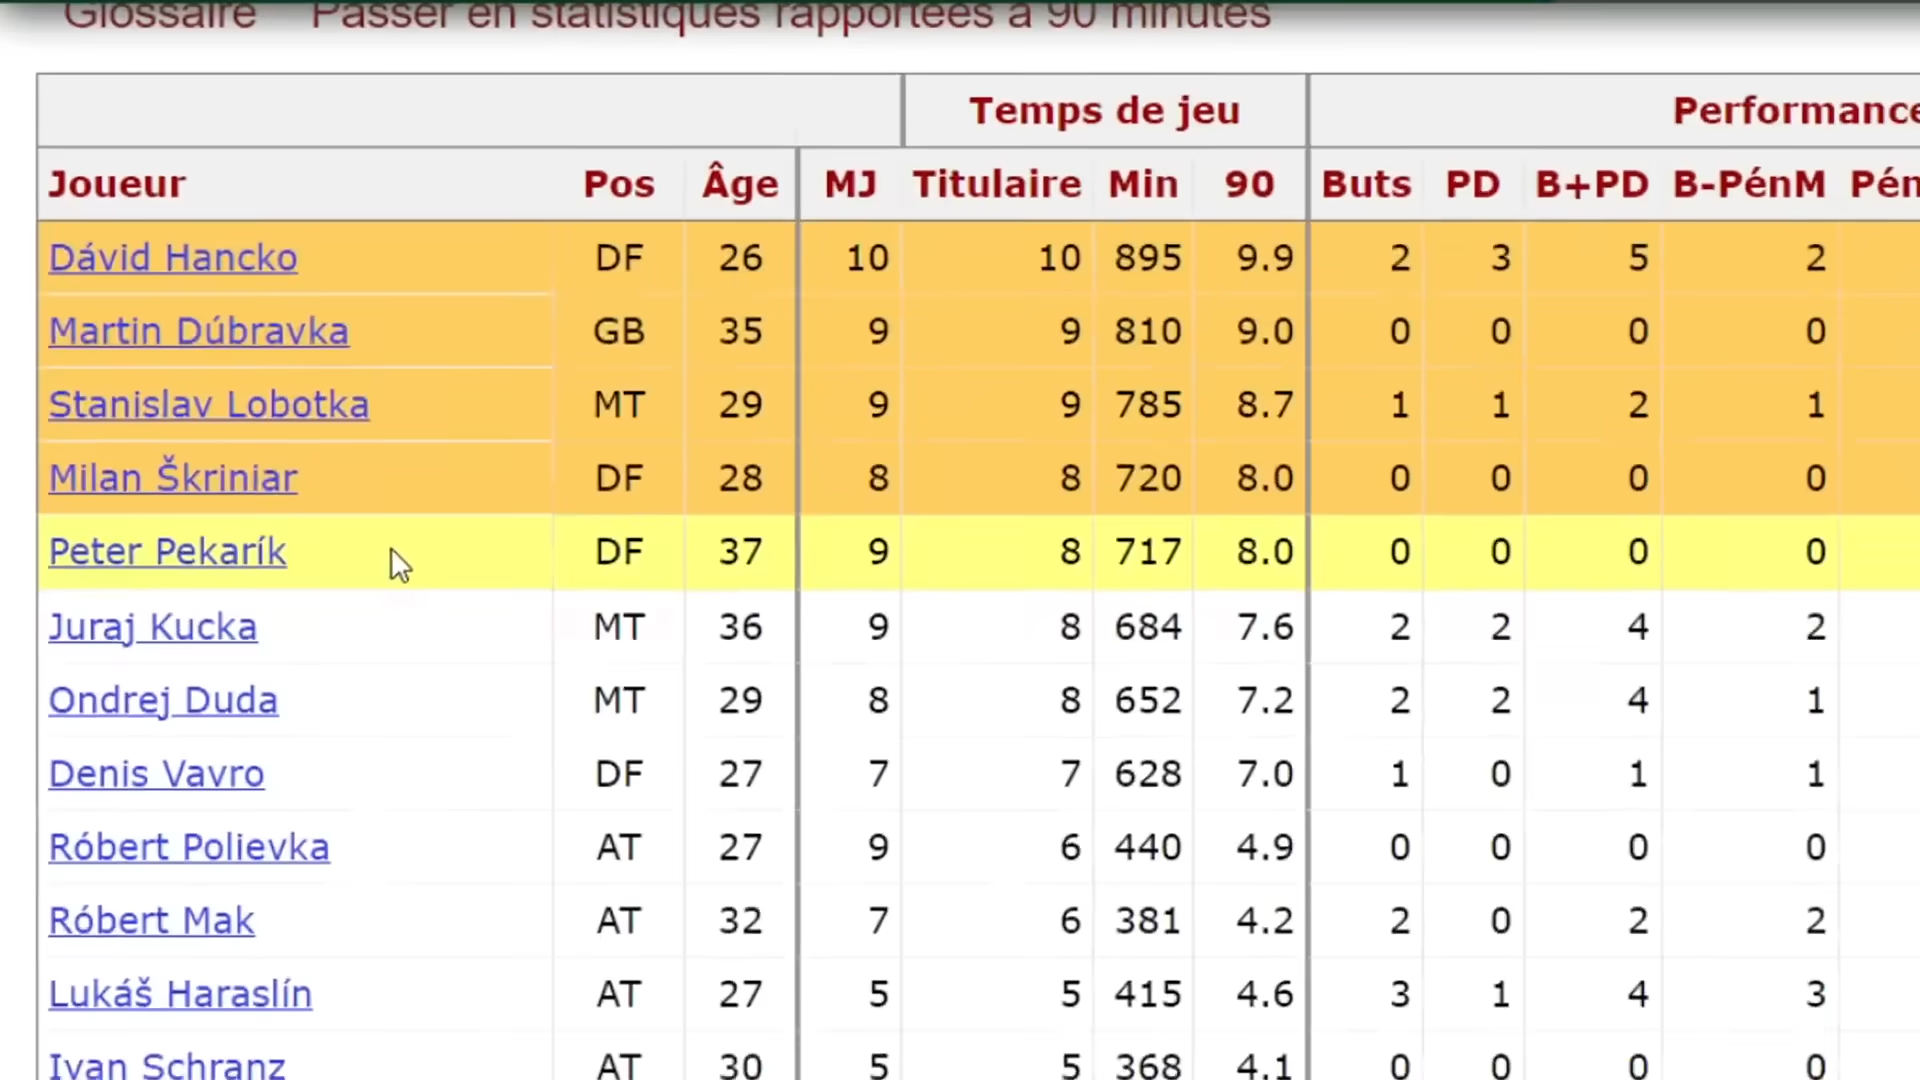 Glossaire Passer en statistiques rapportées à 90 minutes
Temps de jeu Performance
Joueur Pos Âge MJ Titulaire Min 90 Buts PD B+PD B-PénM Pén
Dávid Hancko DF 26 10 10 895 9.9 2 3 5 2
Martin Dúbravka GB 35 9 9 810 9.0 0 0 0 0
Stanislav Lobotka MT 29 9 9 785 8.7 1 1 2 1
Milan Škriniar DF 28 8 8 720 8.0 0 0 0 0
Peter Pekarík DF 37 9 8 717 8.0 0 0 0 0
Juraj Kucka MT 36 9 8 684 7.6 2 2 4 2
Ondrej Duda MT 29 8 8 652 7.2 2 2 4 1
Denis Vavro DF 27 7 7 628 7.0 1 0 1 1
Róbert Polievka AT 27 9 6 440 4.9 0 0 0 0
Róbert Mak AT 32 7 6 381 4.2 2 0 2 2
Lukáš Haraslín AT 27 5 5 415 4.6 3 1 4 3
Ivan Schranz AT 30 5 5 368 4.1 0 0 0 0